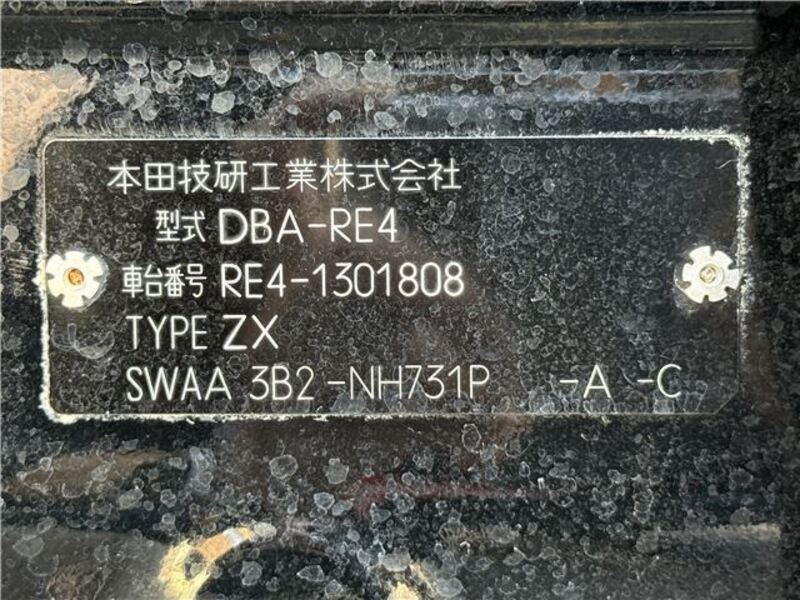 本田技研工業株式会社
型式 DBA-RE4
車台番号 RE4-1301808
TYPE ZX
SWAA 3B2 -NH731P -A -C